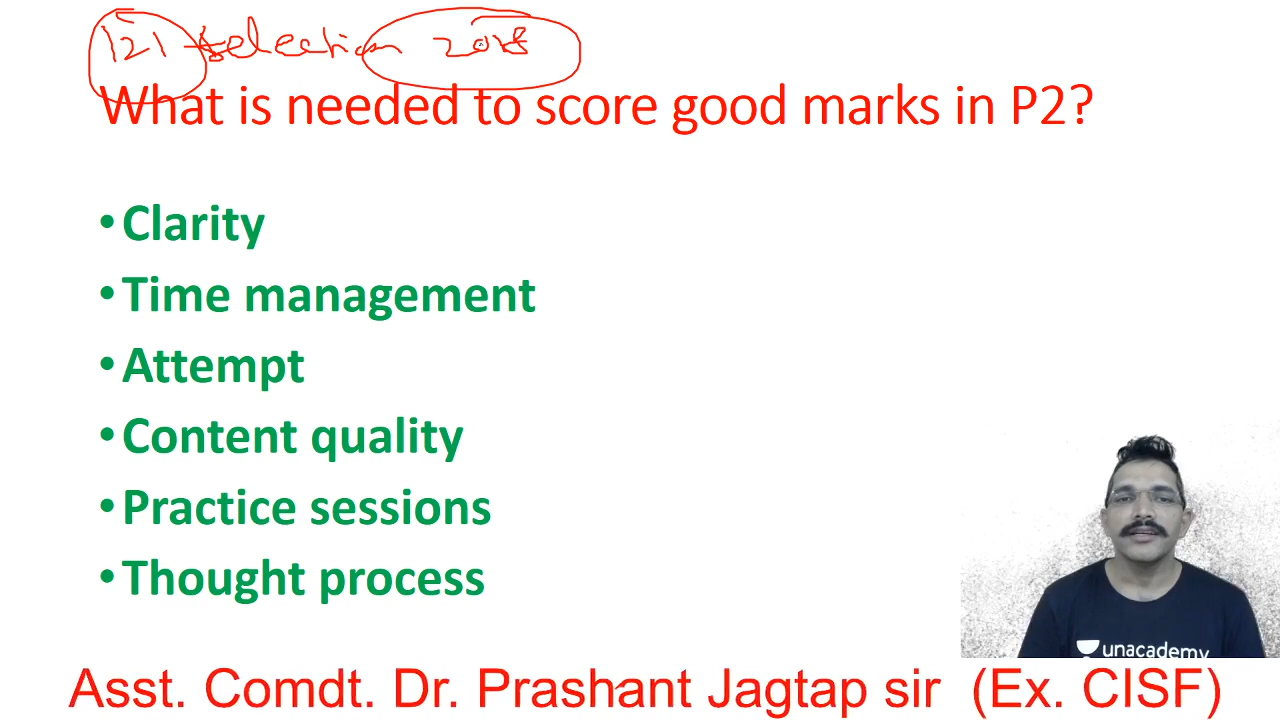 121 selection 2018
What is needed to score good marks in P2?
•Clarity
•Time management
•Attempt
•Content quality
•Practice sessions
•Thought process
unacademy
Asst. Comdt. Dr. Prashant Jagtap sir (Ex. CISF)